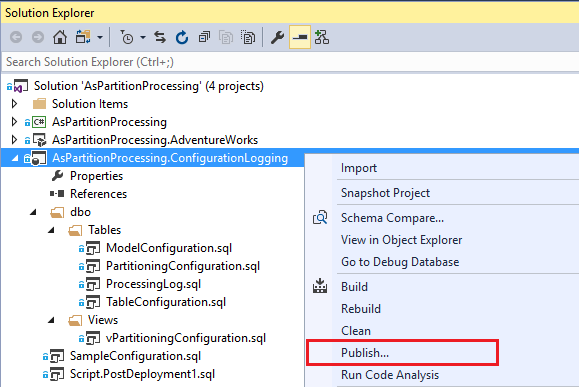 Solution Explorer
Search Solution Explorer (Ctrl+;)
Solution 'AsPartitionProcessing' (4 projects)
Solution Items
C# AsPartitionProcessing
AsPartitionProcessing.AdventureWorks
AsPartitionProcessing.ConfigurationLogging
Properties
References
dbo
Tables
ModelConfiguration.sql
PartitioningConfiguration.sql
ProcessingLog.sql
TableConfiguration.sql
Views
vPartitioningConfiguration.sql
SampleConfiguration.sql
Script.PostDeployment1.sql
Import
Snapshot Project
Schema Compare...
View in Object Explorer
Go to Debug Database
Build
Rebuild
Clean
Publish...
Run Code Analysis